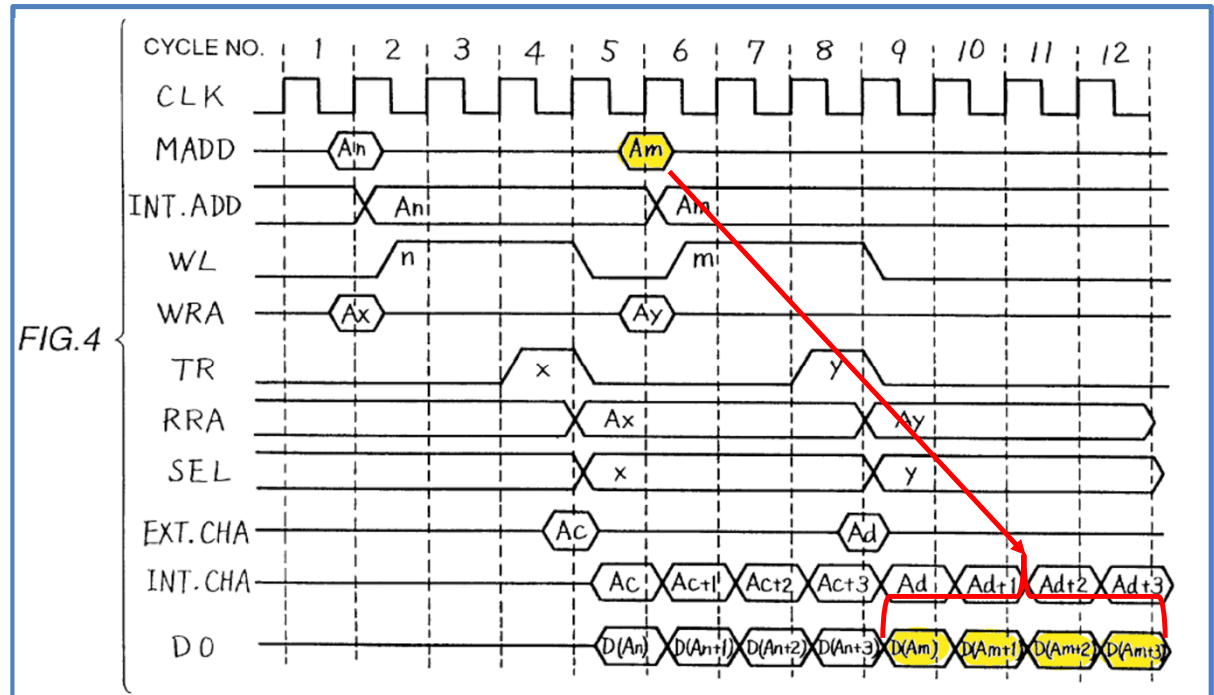 CYCLE NO. 1 2 3 4 5 6 7 8 9 10 11 12
CLK
MADD An Am
INT.ADD An Am
WL n m
WRA Ax Ay
FIG.4
TR x y
RRA Ax Ay
SEL x y
EXT.CHA Ac Ad
INT.CHA Ac Ac+1 Ac+2 Ac+3 Ad Ad+1 Ad+2 Ad+3
DO D(An) D(An+1) D(An+2) D(An+3) D(Am) D(Am+1) D(Am+2) D(Am+3)